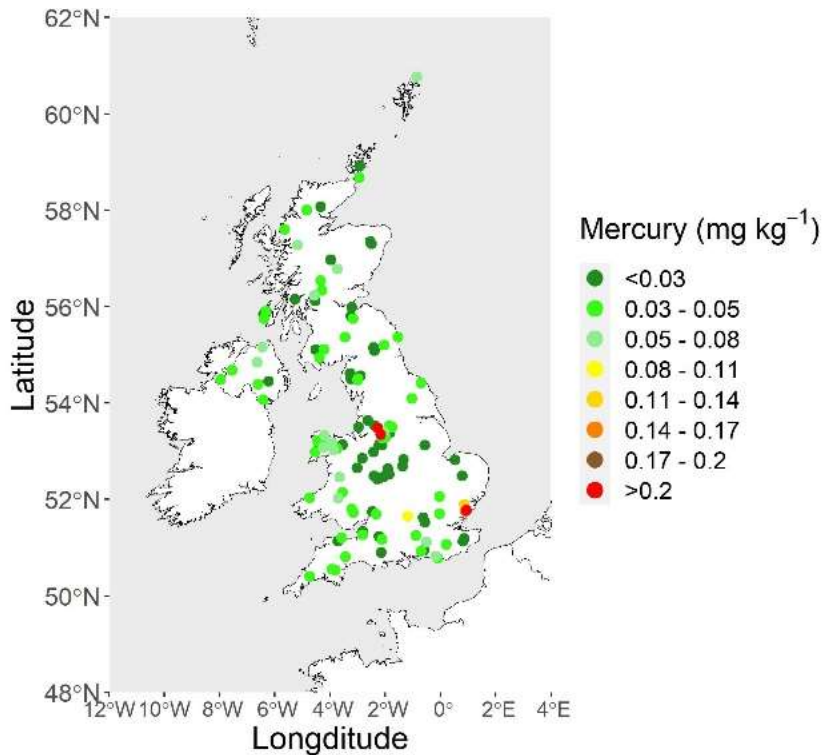 62°N
60°N
58°N
56°N
54°N
52°N
50°N
48°N
12°W 10°W 8°W 6°W 4°W 2°W 0° 2°E 4°E
Latitude
Longditude
Mercury (mg kg⁻¹)
<0.03
0.03 - 0.05
0.05 - 0.08
0.08 - 0.11
0.11 - 0.14
0.14 - 0.17
0.17 - 0.2
>0.2